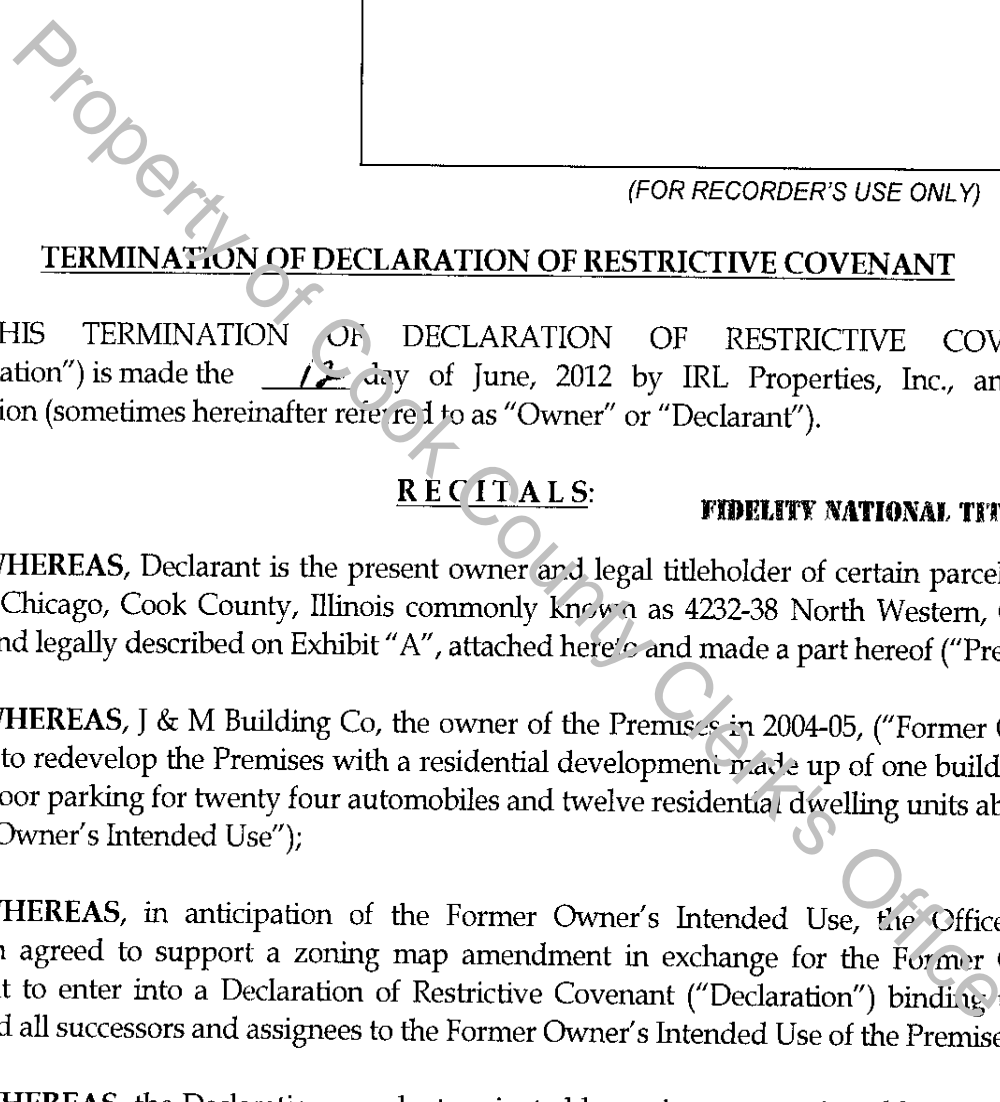 (FOR RECORDER'S USE ONLY)
TERMINATION OF DECLARATION OF RESTRICTIVE COVENANT
HIS TERMINATION OF DECLARATION OF RESTRICTIVE COV
ation") is made the 12 day of June, 2012 by IRL Properties, Inc., an
ion (sometimes hereinafter referred to as "Owner" or "Declarant").
RECITALS:
FIDELITY NATIONAL TIT
WHEREAS, Declarant is the present owner and legal titleholder of certain parcel
Chicago, Cook County, Illinois commonly known as 4232-38 North Western,
nd legally described on Exhibit "A", attached hereto and made a part hereof ("Pre
WHEREAS, J & M Building Co, the owner of the Premises in 2004-05, ("Former
to redevelop the Premises with a residential development made up of one build
oor parking for twenty four automobiles and twelve residential dwelling units ab
Owner's Intended Use");
WHEREAS, in anticipation of the Former Owner's Intended Use, the Office
agreed to support a zoning map amendment in exchange for the Former
t to enter into a Declaration of Restrictive Covenant ("Declaration") binding
d all successors and assignees to the Former Owner's Intended Use of the Premise
Property of Cook County Clerk's Office